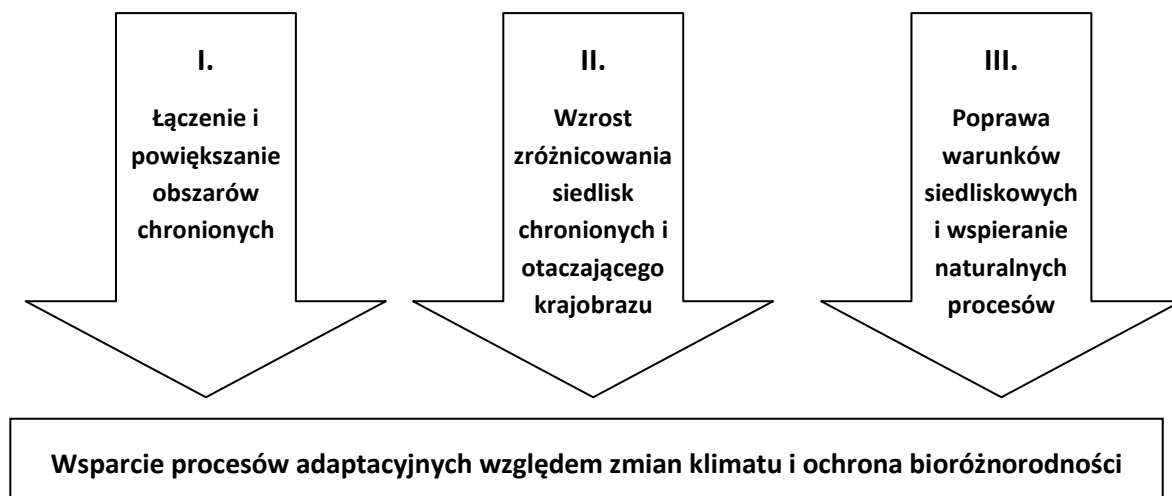 I.
Łączenie i
powiększanie
obszarów
chronionych
II.
Wzrost
zróżnicowania
siedlisk
chronionych i
otaczającego
krajobrazu
III.
Poprawa
warunków
siedliskowych
i wspieranie
naturalnych
procesów
Wsparcie procesów adaptacyjnych względem zmian klimatu i ochrona bioróżnorodności